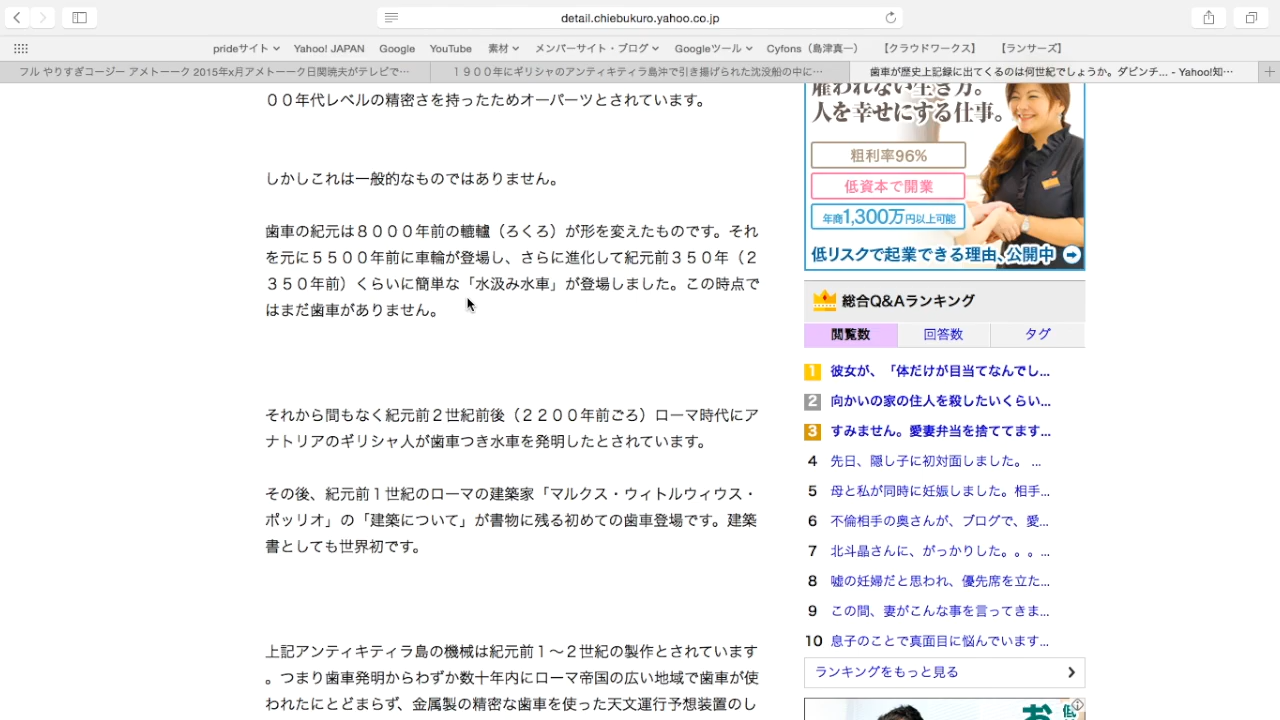 detail.chiebukuro.yahoo.co.jp
prideサイト Yahoo! JAPAN Google YouTube 素材 メンバーサイト・ブログ Googleツール Cyfons（島津真一） 【クラウドワークス】 【ランサーズ】
フル やりすぎコージー アメトーーク 2015年x月アメトーーク日関暁夫がテレビで…
１９００年にギリシャのアンティキティラ島沖で引き揚げられた沈没船の中に…
歯車が歴史上記録に出てくるのは何世紀でしょうか。ダビンチ... - Yahoo!知…
００年代レベルの精密さを持ったためオーパーツとされています。
しかしこれは一般的なものではありません。
歯車の紀元は８０００年前の轆轤（ろくろ）が形を変えたものです。それ
を元に５５００年前に車輪が登場し、さらに進化して紀元前３５０年（２
３５０年前）くらいに簡単な「水汲み水車」が登場しました。この時点で
はまだ歯車がありません。
それから間もなく紀元前２世紀前後（２２００年前ごろ）ローマ時代にア
ナトリアのギリシャ人が歯車つき水車を発明したとされています。
その後、紀元前１世紀のローマの建築家「マルクス・ウィトルウィウス・
ポッリオ」の「建築について」が書物に残る初めての歯車登場です。建築
書としても世界初です。
上記アンティキティラ島の機械は紀元前１～２世紀の製作とされています
。つまり歯車発明からわずか数十年内にローマ帝国の広い地域で歯車が使
われたにとどまらず、金属製の精密な歯車を使った天文運行予想装置のし
雇われない生き方。
人を幸せにする仕事。
粗利率96%
低資本で開業
年商1,300万円以上可能
低リスクで起業できる理由、公開中
総合Q&Aランキング
閲覧数 回答数 タグ
1 彼女が、「体だけが目当てなんでし...
2 向かいの家の住人を殺したいくらい...
3 すみません。愛妻弁当を捨ててます...
4 先日、隠し子に初対面しました。 ...
5 母と私が同時に妊娠しました。相手...
6 不倫相手の奥さんが、ブログで、愛...
7 北斗晶さんに、がっかりした。。。...
8 嘘の妊婦だと思われ、優先席を立た...
9 この間、妻がこんな事を言ってきま...
10 息子のことで真面目に悩んでいます...
ランキングをもっと見る
お